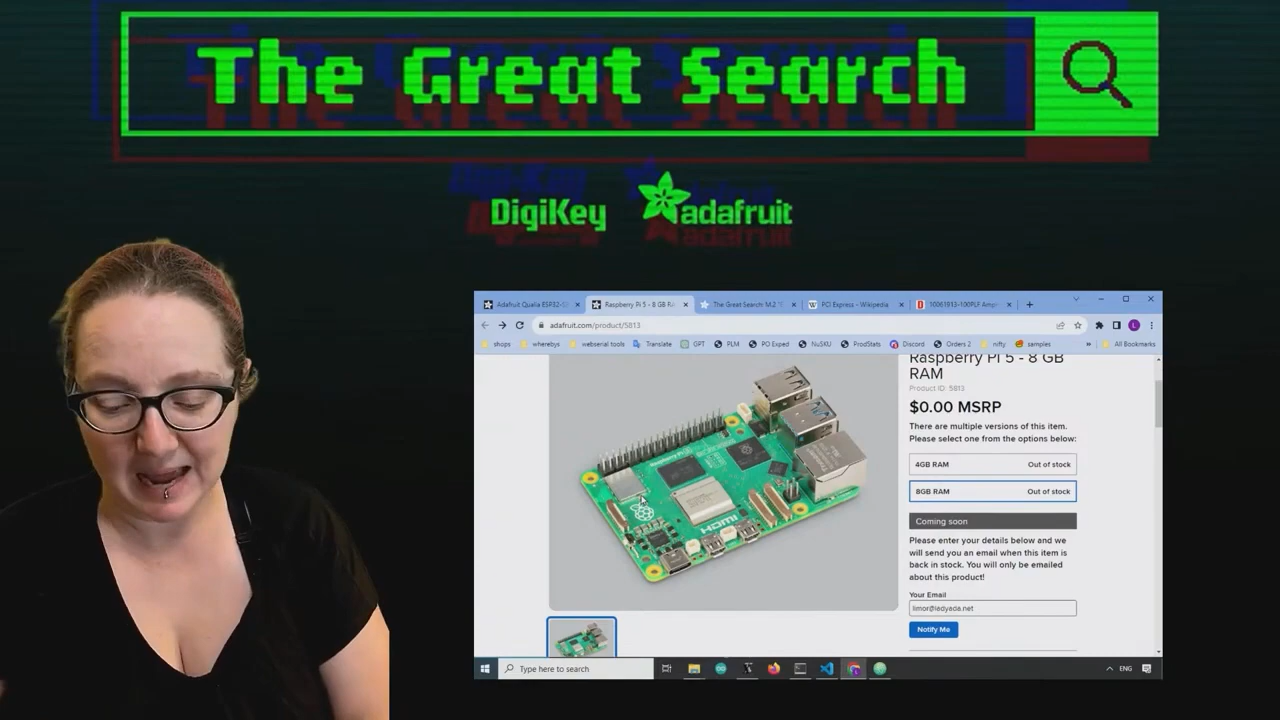 The Great Search
DigiKey
adafruit
Raspberry Pi 5 - 8 GB RA
The Great Search: M.2 "E
PCI Express - Wikipedia
adafruit.com/product/5813
shops
wherebys
webserial tools
Translate
GPT
PLM
PO Exped
NuSKU
ProdStats
Discord
Orders 2
nifty
samples
»
All Bookmarks
Raspberry Pi 5 - 8 GB
RAM
Product ID: 5813
$0.00 MSRP
There are multiple versions of this item.
Please select one from the options below:
4GB RAM
Out of stock
8GB RAM
Out of stock
Coming soon
Please enter your details below and we
will send you an email when this item is
back in stock. You will only be emailed
about this product!
Your Email
limor@ladyada.net
Notify Me
HDMI
Type here to search
ENG